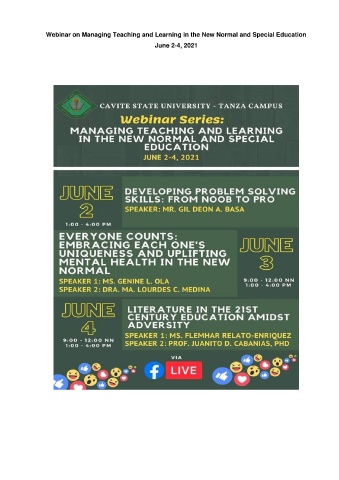 Webinar on Managing Teaching and Learning in the New Normal and Special Education
June 2-4, 2021
CAVITE STATE UNIVERSITY - TANZA CAMPUS
Webinar Series:
MANAGING TEACHING AND LEARNING
IN THE NEW NORMAL AND SPECIAL
EDUCATION
JUNE 2-4, 2021
JUNE
2
1:00 - 4:00 PM
DEVELOPING PROBLEM SOLVING
SKILLS: FROM NOOB TO PRO
SPEAKER: MR. GIL DEON A. BASA
EVERYONE COUNTS:
EMBRACING EACH ONE'S
UNIQUENESS AND UPLIFTING
MENTAL HEALTH IN THE NEW
NORMAL
SPEAKER 1: MS. GENINE L. OLA
SPEAKER 2: DRA. MA. LOURDES C. MEDINA
JUNE
3
9:00 - 12:00 NN
1:00 - 4:00 PM
JUNE
4
9:00 - 12:00 NN
1:00 - 4:00 PM
LITERATURE IN THE 21ST
CENTURY EDUCATION AMIDST
ADVERSITY
SPEAKER 1: MS. FLEMHAR RELATO-ENRIQUEZ
SPEAKER 2: PROF. JUANITO D. CABANIAS, PHD
VIA
LIVE